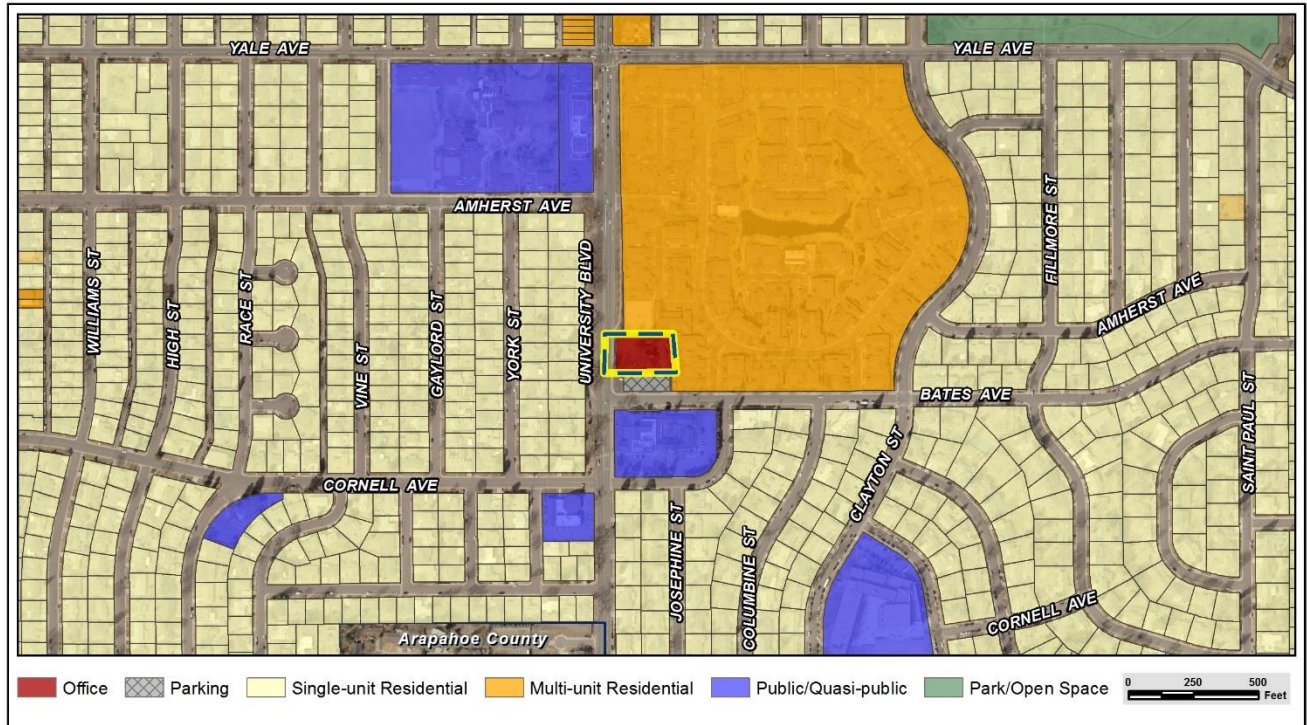 YALE AVE
YALE AVE
AMHERST AVE
FILLMORE ST
WILLIAMS ST
HIGH ST
RACE ST
VINE ST
GAYLORD ST
YORK ST
UNIVERSITY BLVD
AMHERST AVE
BATES AVE
SAINT PAUL ST
CORNELL AVE
CLAYTON ST
JOSEPHINE ST
COLUMBINE ST
CORNELL AVE
Arapahoe County
Office Parking Single-unit Residential Multi-unit Residential Public/Quasi-public Park/Open Space
0 250 500
Feet